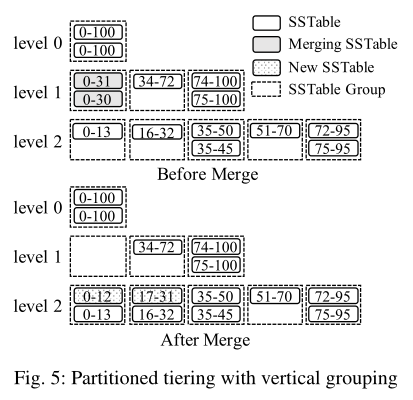 level 0
0-100
0-100
SSTable
Merging SSTable
New SSTable
SSTable Group
level 1
0-31 34-72 74-100
0-30 75-100
level 2
0-13 16-32 35-50 51-70 72-95
35-45 75-95
Before Merge
level 0
0-100
0-100
level 1
34-72 74-100
75-100
level 2
0-12 17-31 35-50 51-70 72-95
0-13 16-32 35-45 75-95
After Merge
Fig. 5: Partitioned tiering with vertical grouping